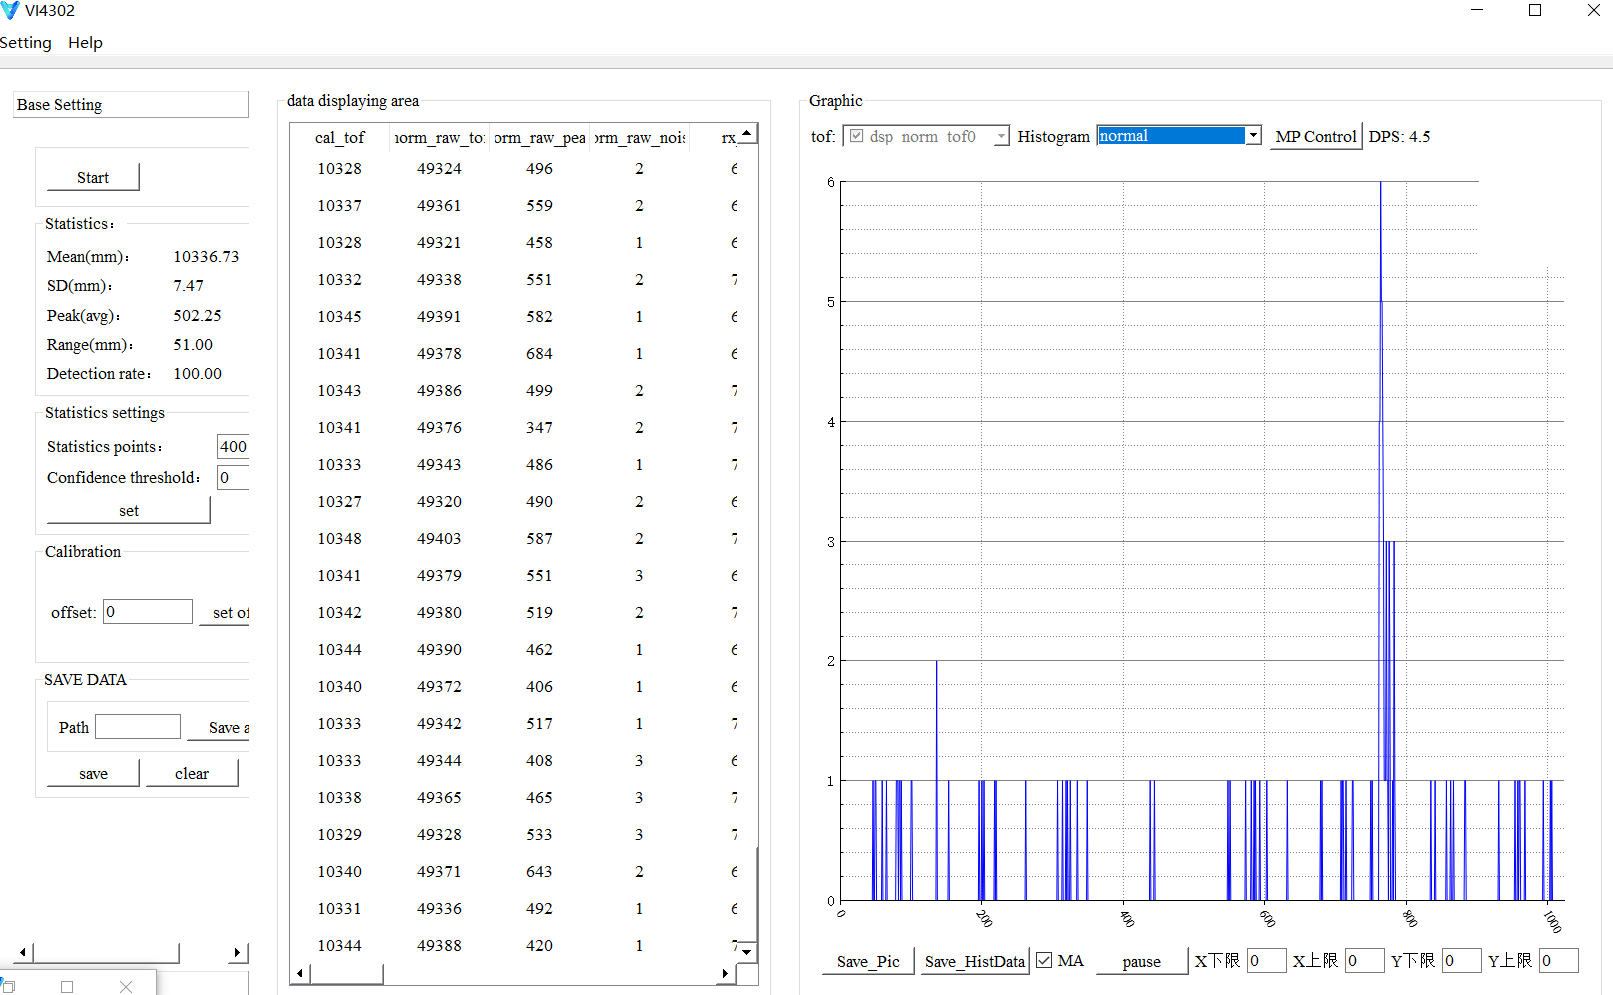 VI4302
Setting Help
Base Setting
Start
Statistics：
Mean(mm)： 10336.73
SD(mm)： 7.47
Peak(avg)： 502.25
Range(mm)： 51.00
Detection rate： 100.00
Statistics settings
Statistics points： 400
Confidence threshold： 0
set
Calibration
offset: 0 set of
SAVE DATA
Path Save a
save clear
data displaying area
cal_tof norm_raw_to orm_raw_pea orm_raw_nois rx_
10328 49324 496 2 6
10337 49361 559 2 6
10328 49321 458 1 6
10332 49338 551 2 7
10345 49391 582 1 6
10341 49378 684 1 6
10343 49386 499 2 7
10341 49376 347 2 7
10333 49343 486 1 7
10327 49320 490 2 6
10348 49403 587 2 7
10341 49379 551 3 6
10342 49380 519 2 7
10344 49390 462 1 6
10340 49372 406 1 6
10333 49342 517 1 7
10333 49344 408 3 6
10338 49365 465 3 7
10329 49328 533 3 7
10340 49371 643 2 6
10331 49336 492 1 6
10344 49388 420 1 7
Graphic
tof: dsp norm tof0 Histogram normal MP Control DPS: 4.5
6
5
4
3
2
1
0
0 200 400 600 800 1000
Save_Pic Save_HistData MA pause X下限 0 X上限 0 Y下限 0 Y上限 0